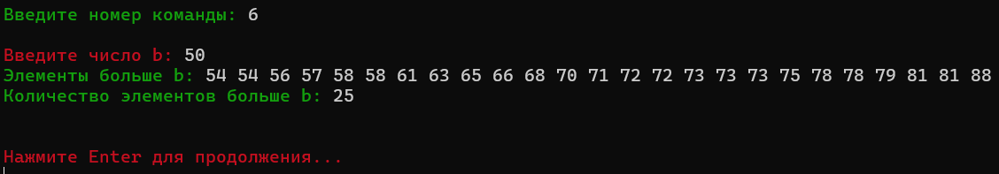 Введите номер команды: 6
Введите число b: 50
Элементы больше b: 54 54 56 57 58 58 61 63 65 66 68 70 71 72 72 73 73 73 75 78 78 79 81 81 88
Количество элементов больше b: 25
Нажмите Enter для продолжения...